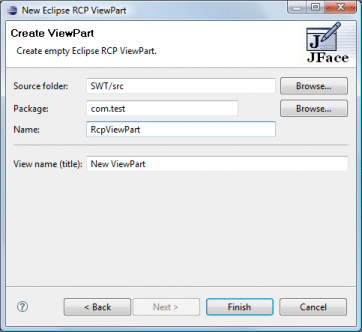 New Eclipse RCP ViewPart
Create ViewPart
Create empty Eclipse RCP ViewPart.
J
JFace
Source folder: SWT/src Browse...
Package: com.test Browse...
Name: RcpViewPart
View name (title): New ViewPart
? < Back Next > Finish Cancel